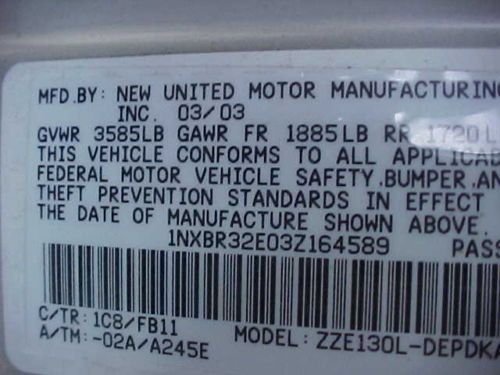 MFD.BY: NEW UNITED MOTOR MANUFACTURING
INC. 03/03
GVWR 3585LB GAWR FR 1885LB RR 1720L
THIS VEHICLE CONFORMS TO ALL APPLICAB
FEDERAL MOTOR VEHICLE SAFETY,BUMPER,AN
THEFT PREVENTION STANDARDS IN EFFECT
THE DATE OF MANUFACTURE SHOWN ABOVE.
1NXBR32E03Z164589 PASS
C/TR: 1C8/FB11
A/TM: -02A/A245E MODEL: ZZE130L-DEPDKA